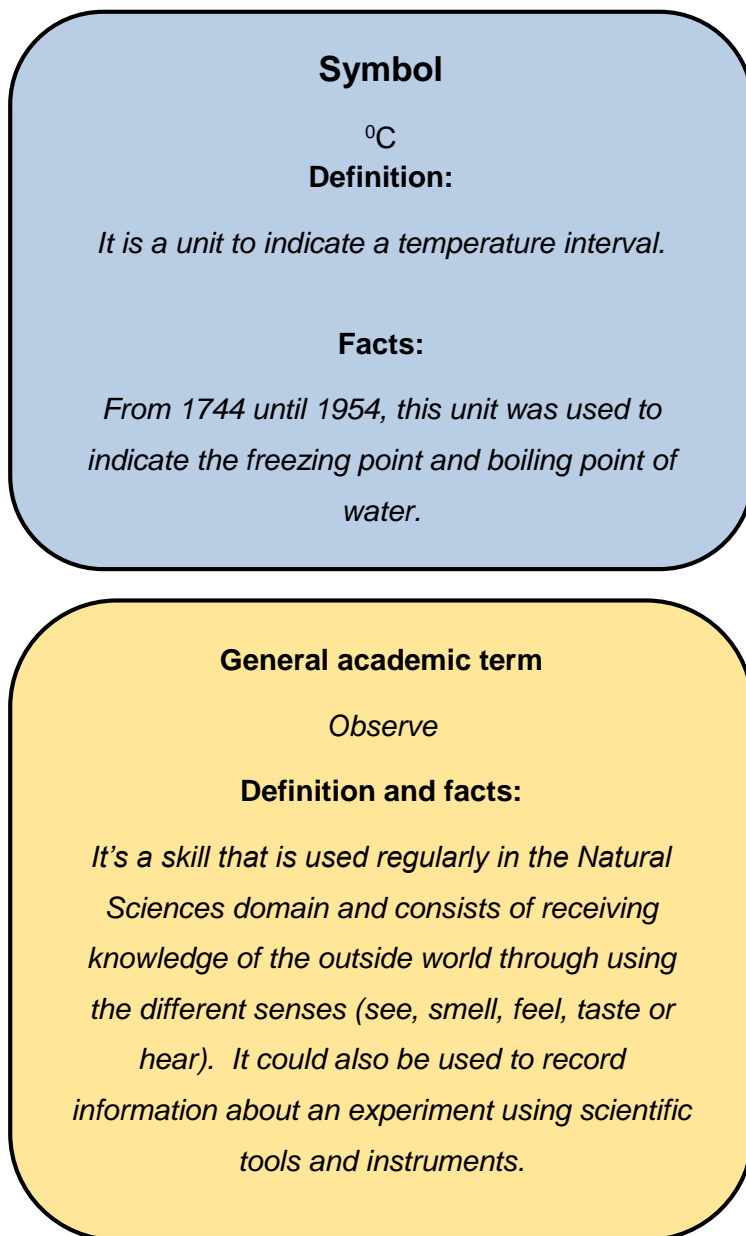 Symbol
⁰C
Definition:
It is a unit to indicate a temperature interval.
Facts:
From 1744 until 1954, this unit was used to
indicate the freezing point and boiling point of
water.
General academic term
Observe
Definition and facts:
It’s a skill that is used regularly in the Natural
Sciences domain and consists of receiving
knowledge of the outside world through using
the different senses (see, smell, feel, taste or
hear).  It could also be used to record
information about an experiment using scientific
tools and instruments.